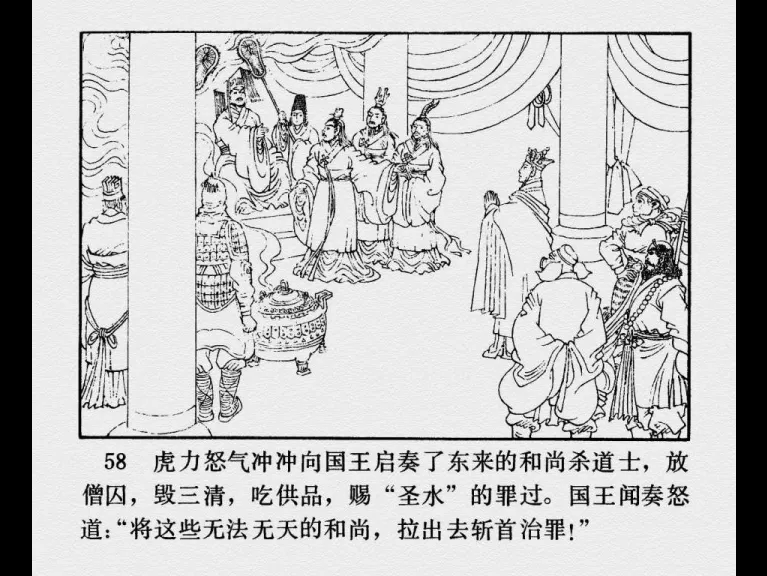 58 虎力怒气冲冲向国王启奏了东来的和尚杀道士，放
僧囚，毁三清，吃供品，赐“圣水”的罪过。国王闻奏怒
道：“将这些无法无天的和尚，拉出去斩首治罪！”